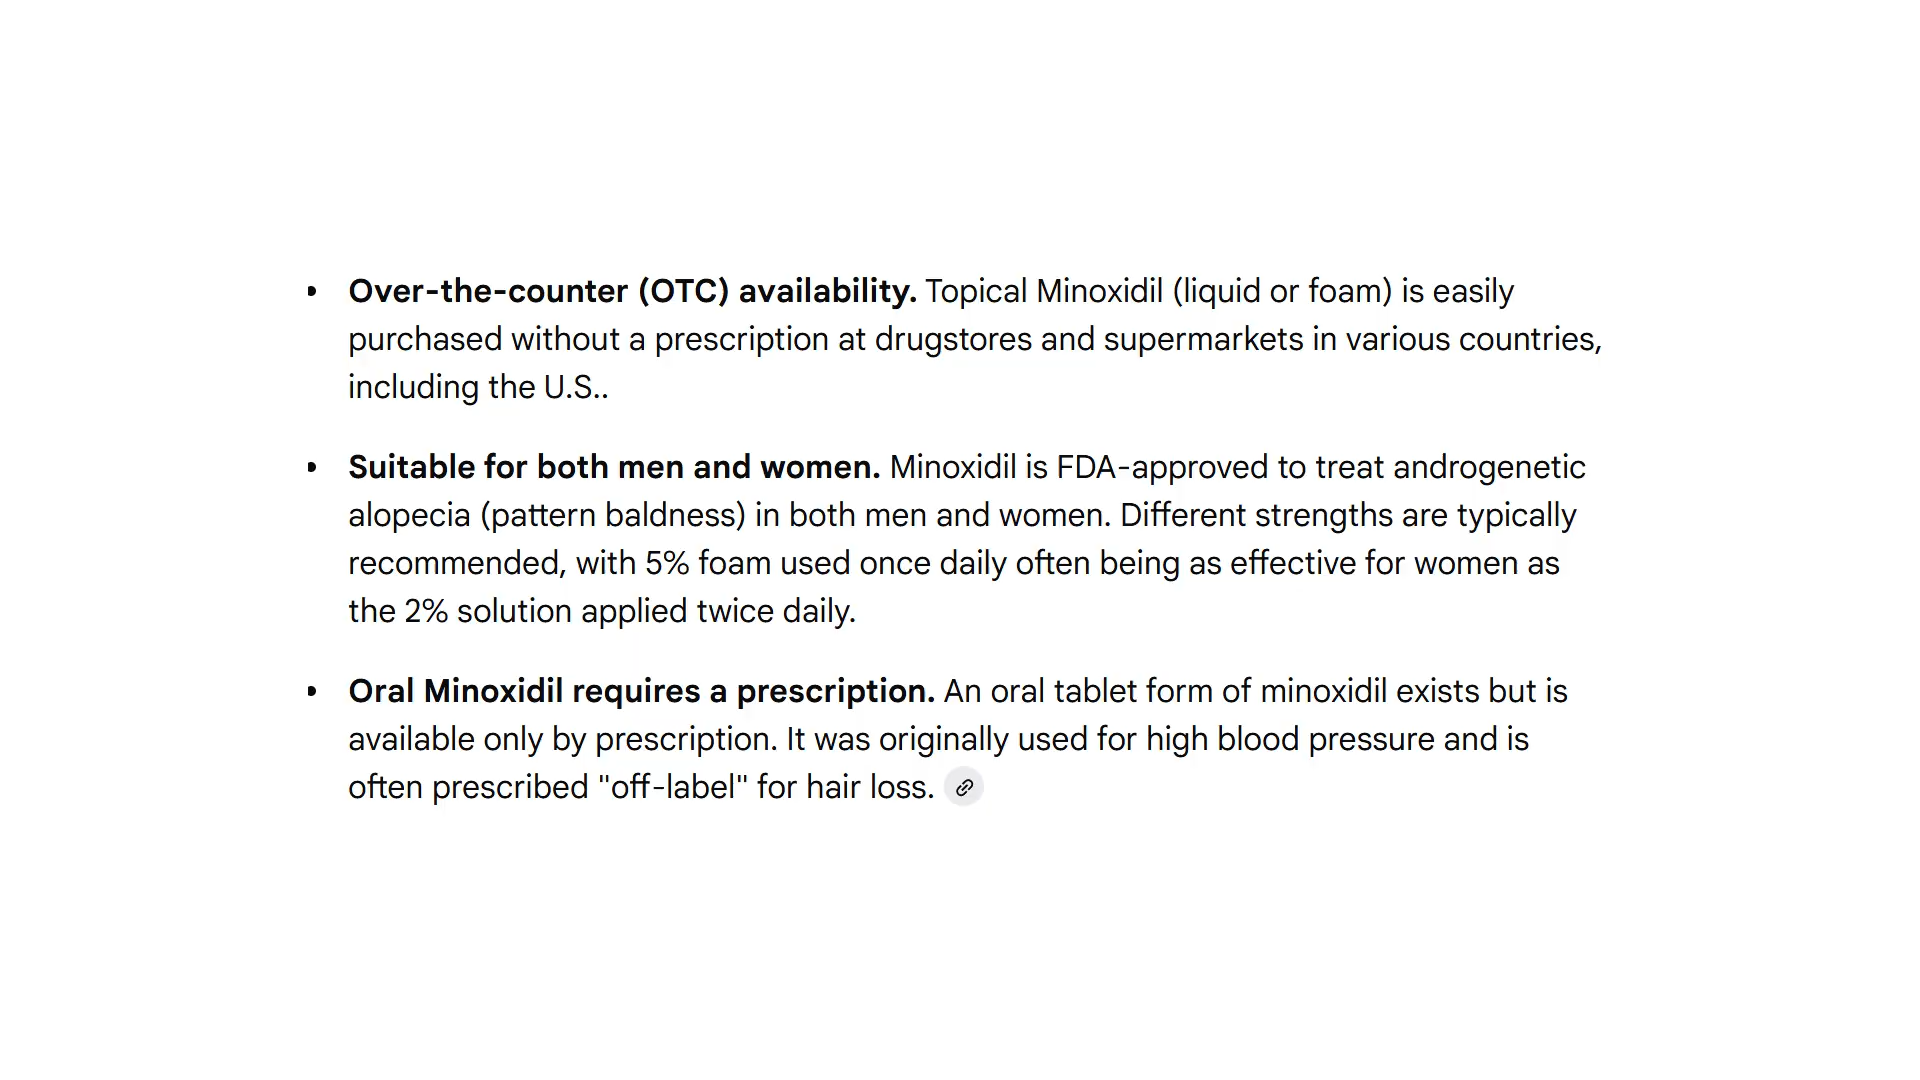 • Over-the-counter (OTC) availability. Topical Minoxidil (liquid or foam) is easily
purchased without a prescription at drugstores and supermarkets in various countries,
including the U.S..
• Suitable for both men and women. Minoxidil is FDA-approved to treat androgenetic
alopecia (pattern baldness) in both men and women. Different strengths are typically
recommended, with 5% foam used once daily often being as effective for women as
the 2% solution applied twice daily.
• Oral Minoxidil requires a prescription. An oral tablet form of minoxidil exists but is
available only by prescription. It was originally used for high blood pressure and is
often prescribed "off-label" for hair loss.